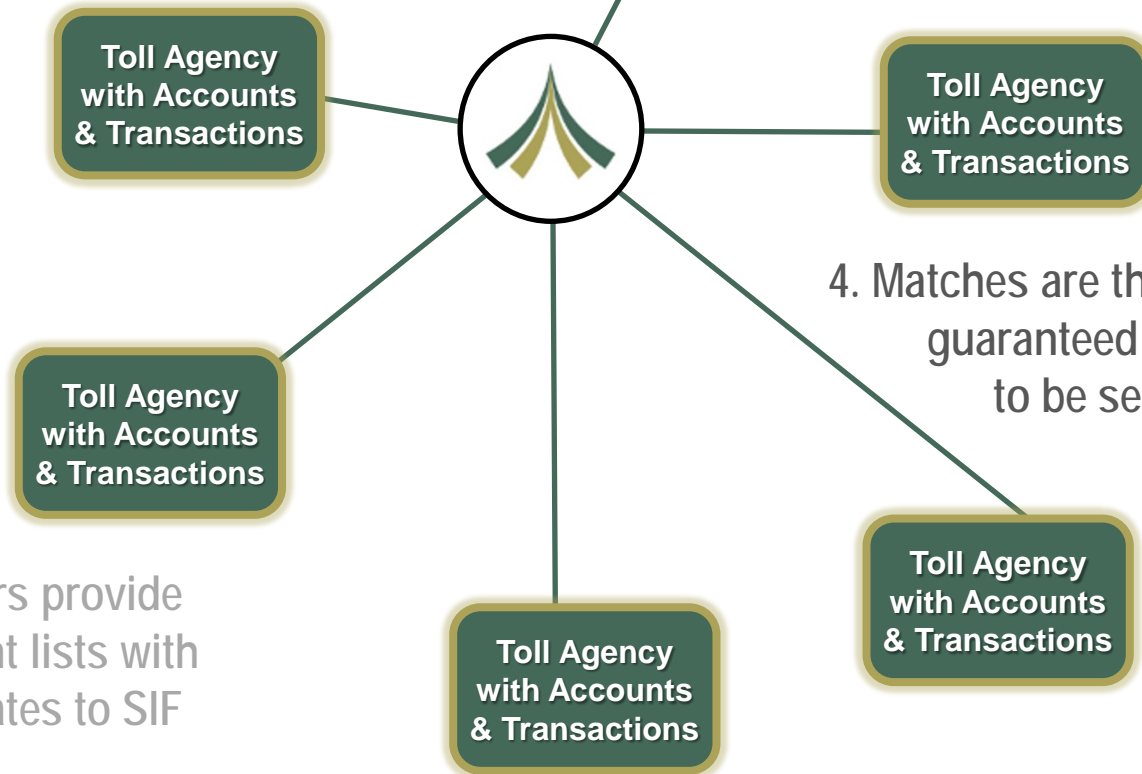 Toll Agency
with Accounts
& Transactions
Toll Agency
with Accounts
& Transactions
4. Matches are th
guaranteed
to be se
Toll Agency
with Accounts
& Transactions
Toll Agency
with Accounts
& Transactions
rs provide
nt lists with
ates to SIF
Toll Agency
with Accounts
& Transactions